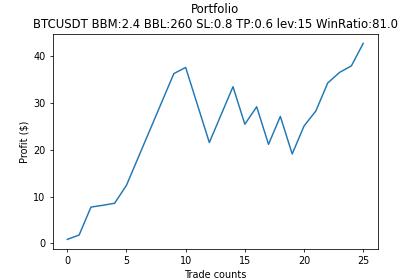 Portfolio
BTCUSDT BBM:2.4 BBL:260 SL:0.8 TP:0.6 lev:15 WinRatio:81.0
Profit ($)
40
30
20
10
0
0 5 10 15 20 25
Trade counts